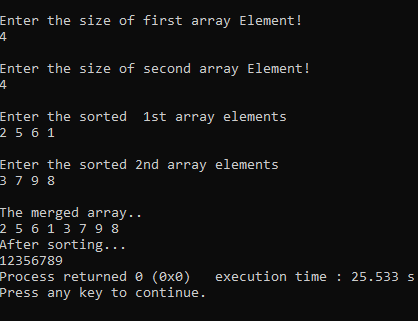 Enter the size of first array Element!
4
Enter the size of second array Element!
4
Enter the sorted  1st array elements
2 5 6 1
Enter the sorted 2nd array elements
3 7 9 8
The merged array..
2 5 6 1 3 7 9 8
After sorting...
12356789
Process returned 0 (0x0)   execution time : 25.533 s
Press any key to continue.